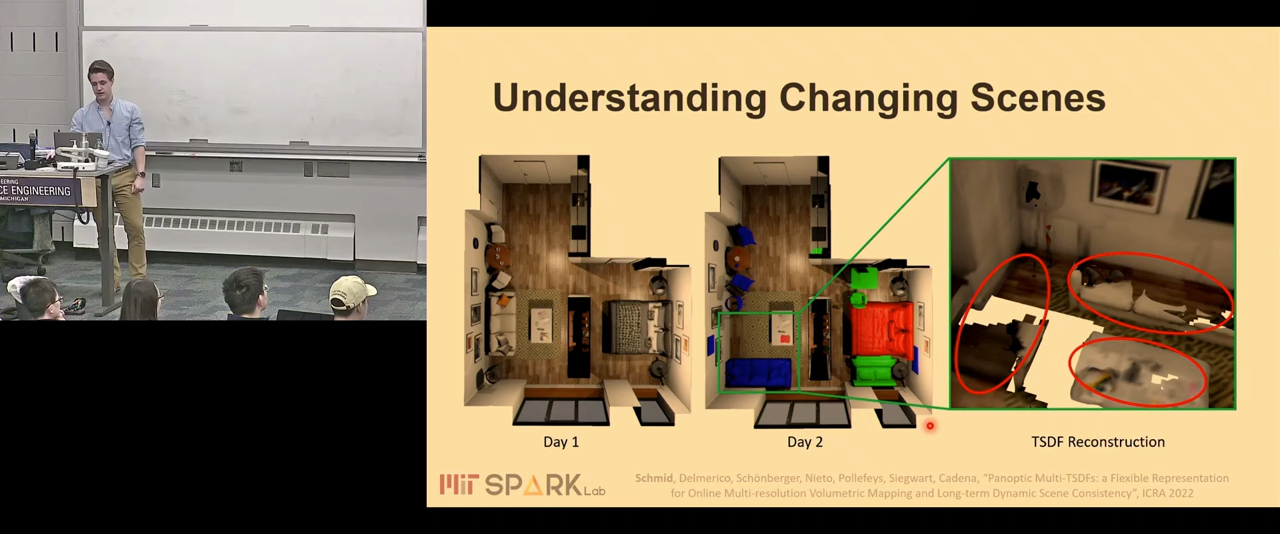 Understanding Changing Scenes
EERING
CE ENGINEERING
MICHIGAN
Day 1
Day 2
TSDF Reconstruction
MIT SPARK Lab
Schmid, Delmerico, Schönberger, Nieto, Pollefeys, Siegwart, Cadena, “Panoptic Multi-TSDFs: a Flexible Representation
for Online Multi-resolution Volumetric Mapping and Long-term Dynamic Scene Consistency”, ICRA 2022